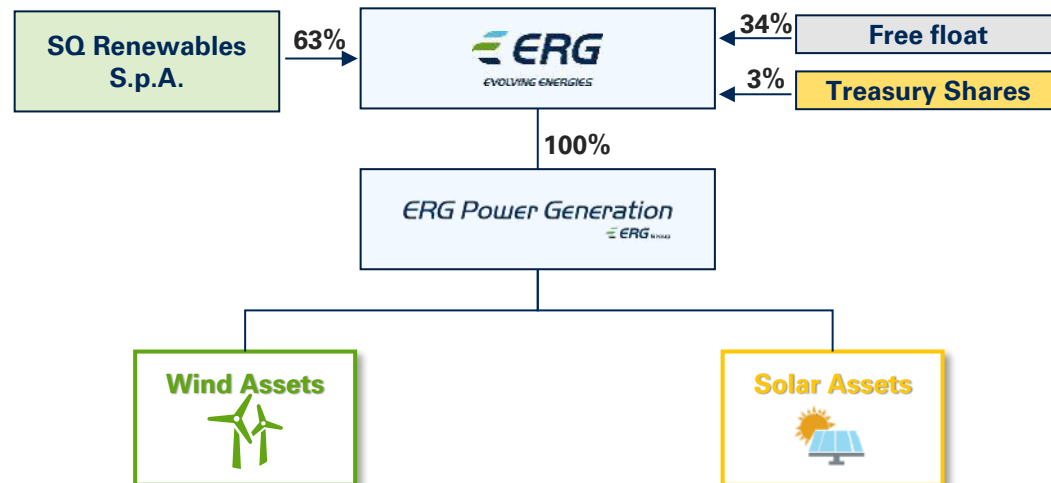 SQ Renewables
S.p.A.
63%
ERG
EVOLVING ENERGIES
34%
Free float
3%
Treasury Shares
100%
ERG Power Generation
ERG
Wind Assets
Solar Assets